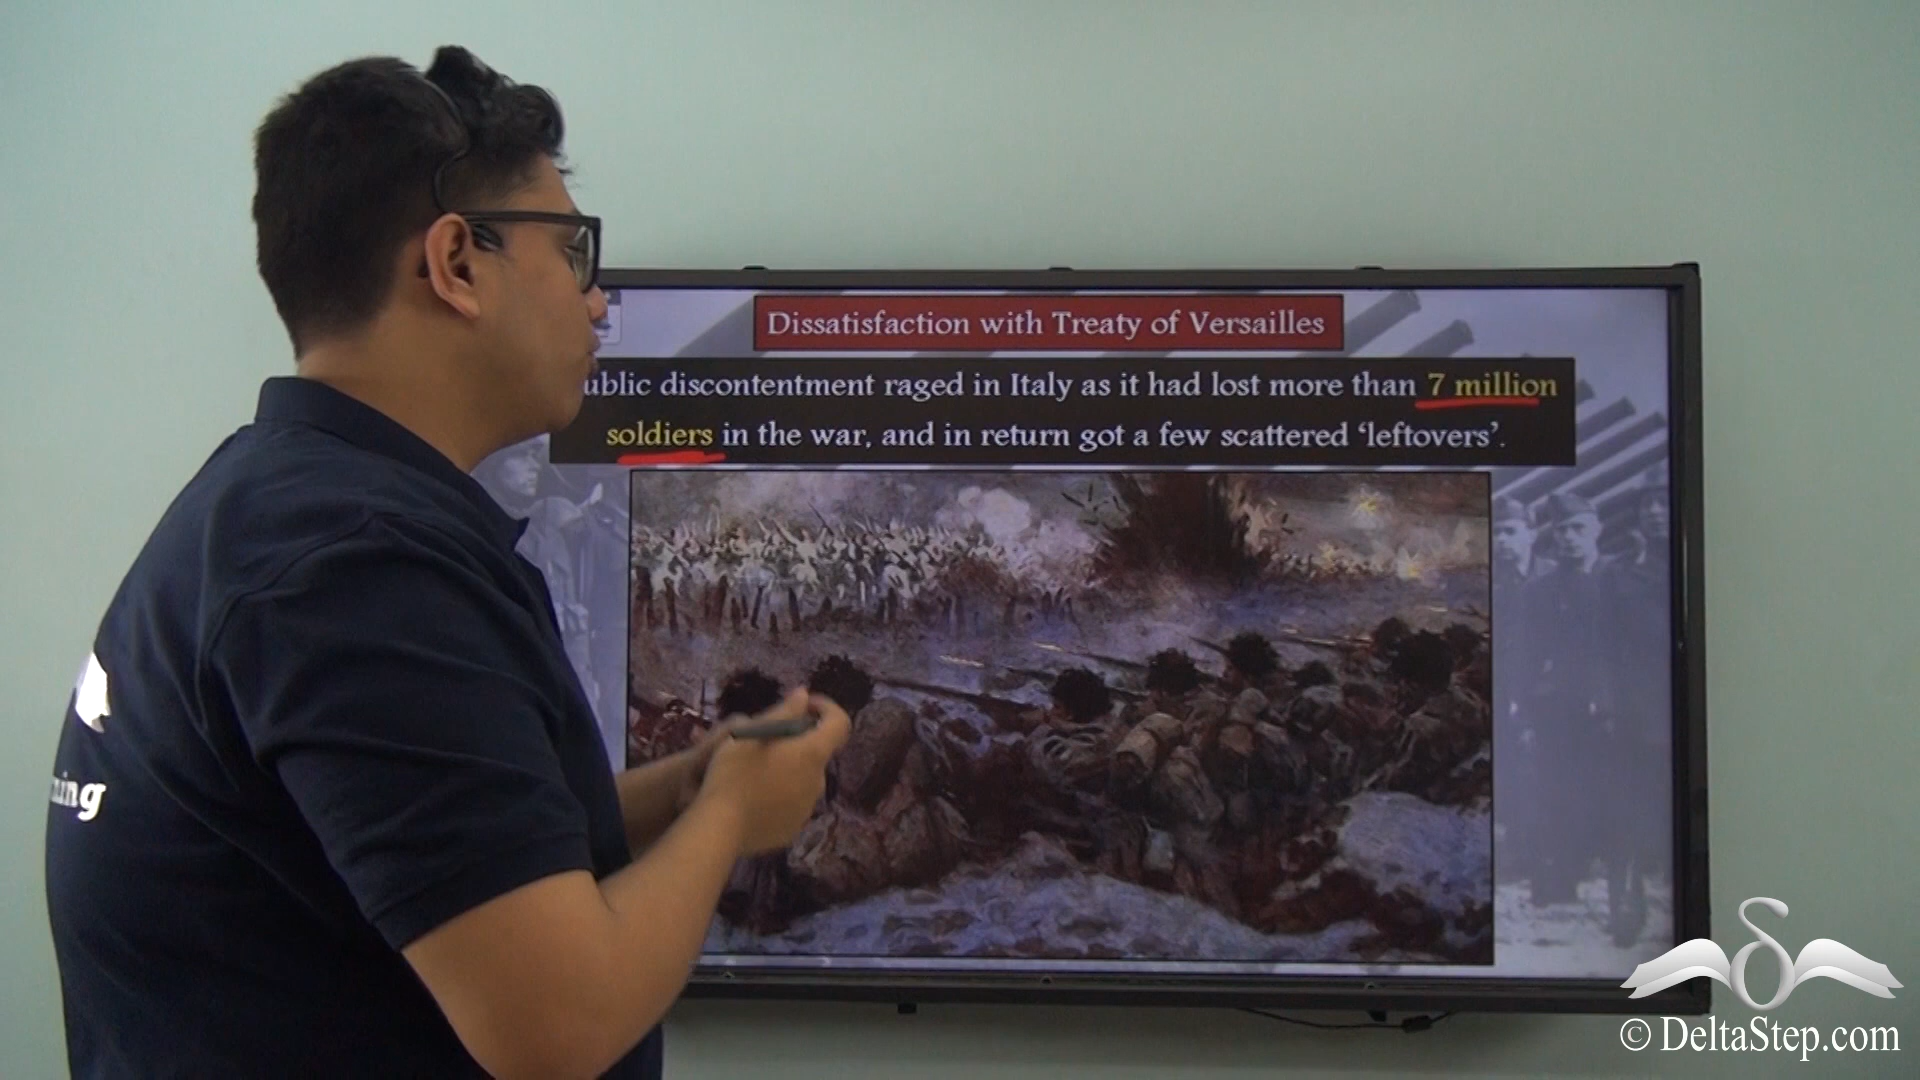 Dissatisfaction with Treaty of Versailles
ublic discontentment raged in Italy as it had lost more than 7 million
soldiers in the war, and in return got a few scattered ‘leftovers’.
ning
© DeltaStep.com